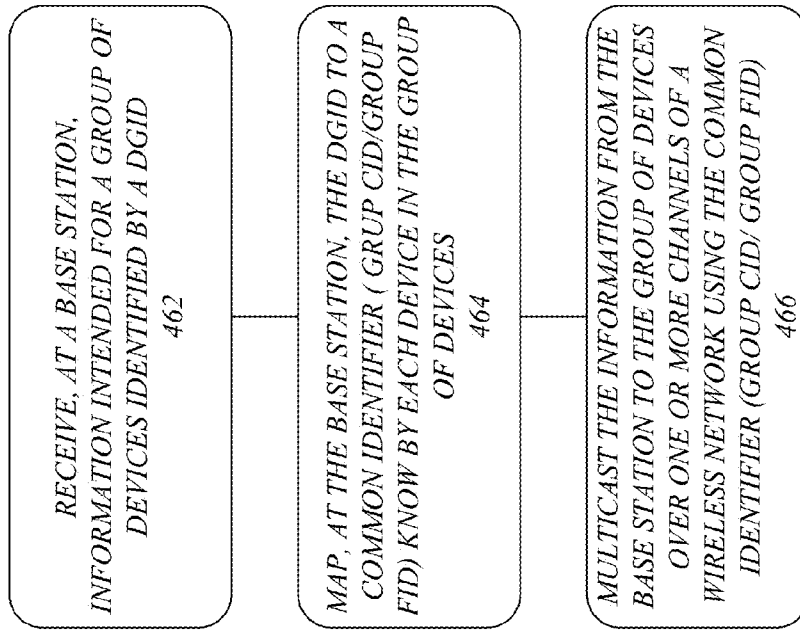 RECEIVE, AT A BASE STATION,
INFORMATION INTENDED FOR A GROUP OF
DEVICES IDENTIFIED BY A DGID
462
MAP, AT THE BASE STATION, THE DGID TO A
COMMON IDENTIFIER ( GRUP CID/GROUP
FID) KNOW BY EACH DEVICE IN THE GROUP
OF DEVICES
464
MULTICAST THE INFORMATION FROM THE
BASE STATION TO THE GROUP OF DEVICES
OVER ONE OR MORE CHANNELS OF A
WIRELESS NETWORK USING THE COMMON
IDENTIFIER (GROUP CID/ GROUP FID)
466